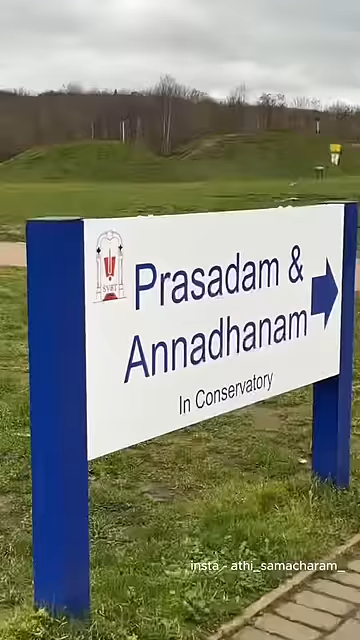 SVBT
Prasadam &
Annadhanam
In Conservatory
insta - athi_samacharam_